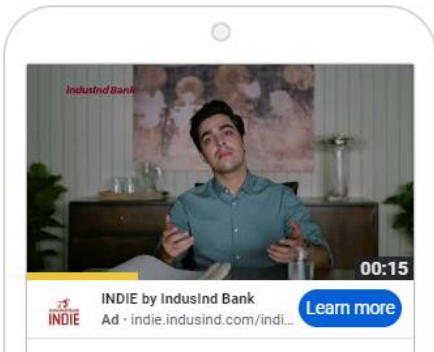 IndusInd Bank
00:15
INDIE by IndusInd Bank
INDIE
Ad · indie.indusind.com/indi...
Learn more